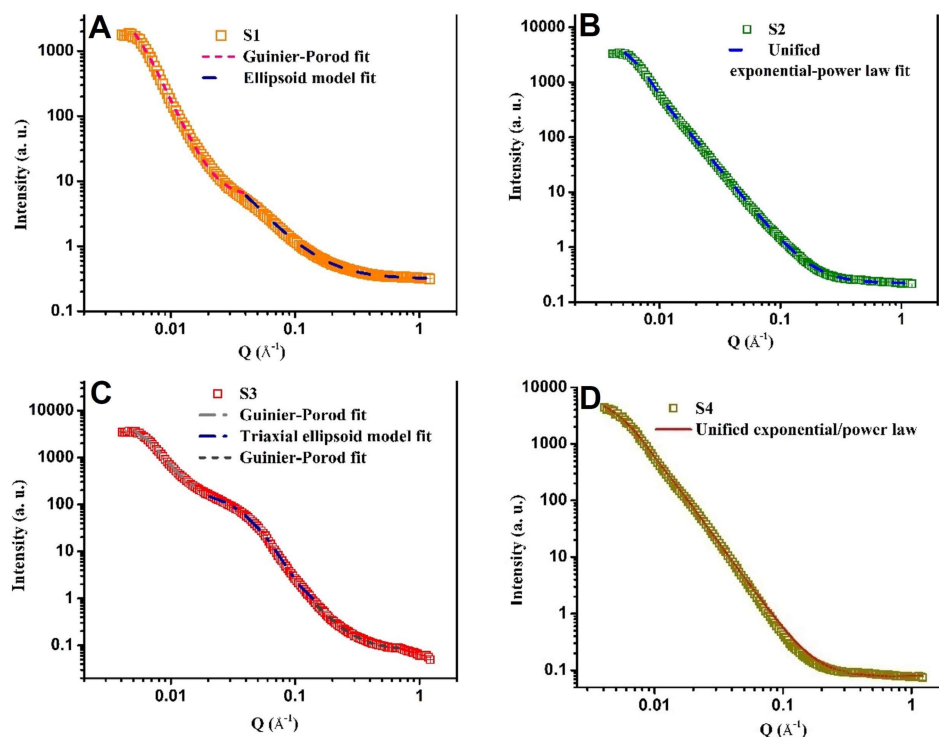 A
S1
Guinier-Porod fit
Ellipsoid model fit
1000
100
10
1
0.1
0.01
0.1
1
Intensity (a. u.)
Q (Å⁻¹)
B
S2
Unified
exponential-power law fit
10000
1000
100
10
1
0.1
0.01
0.1
1
Intensity (a. u.)
Q (Å⁻¹)
C
S3
Guinier-Porod fit
Triaxial ellipsoid model fit
Guinier-Porod fit
10000
1000
100
10
1
0.1
0.01
0.1
1
Intensity (a. u.)
Q (Å⁻¹)
D
S4
Unified exponential/power law
10000
1000
100
10
1
0.1
0.01
0.1
1
Intensity (a. u.)
Q (Å⁻¹)